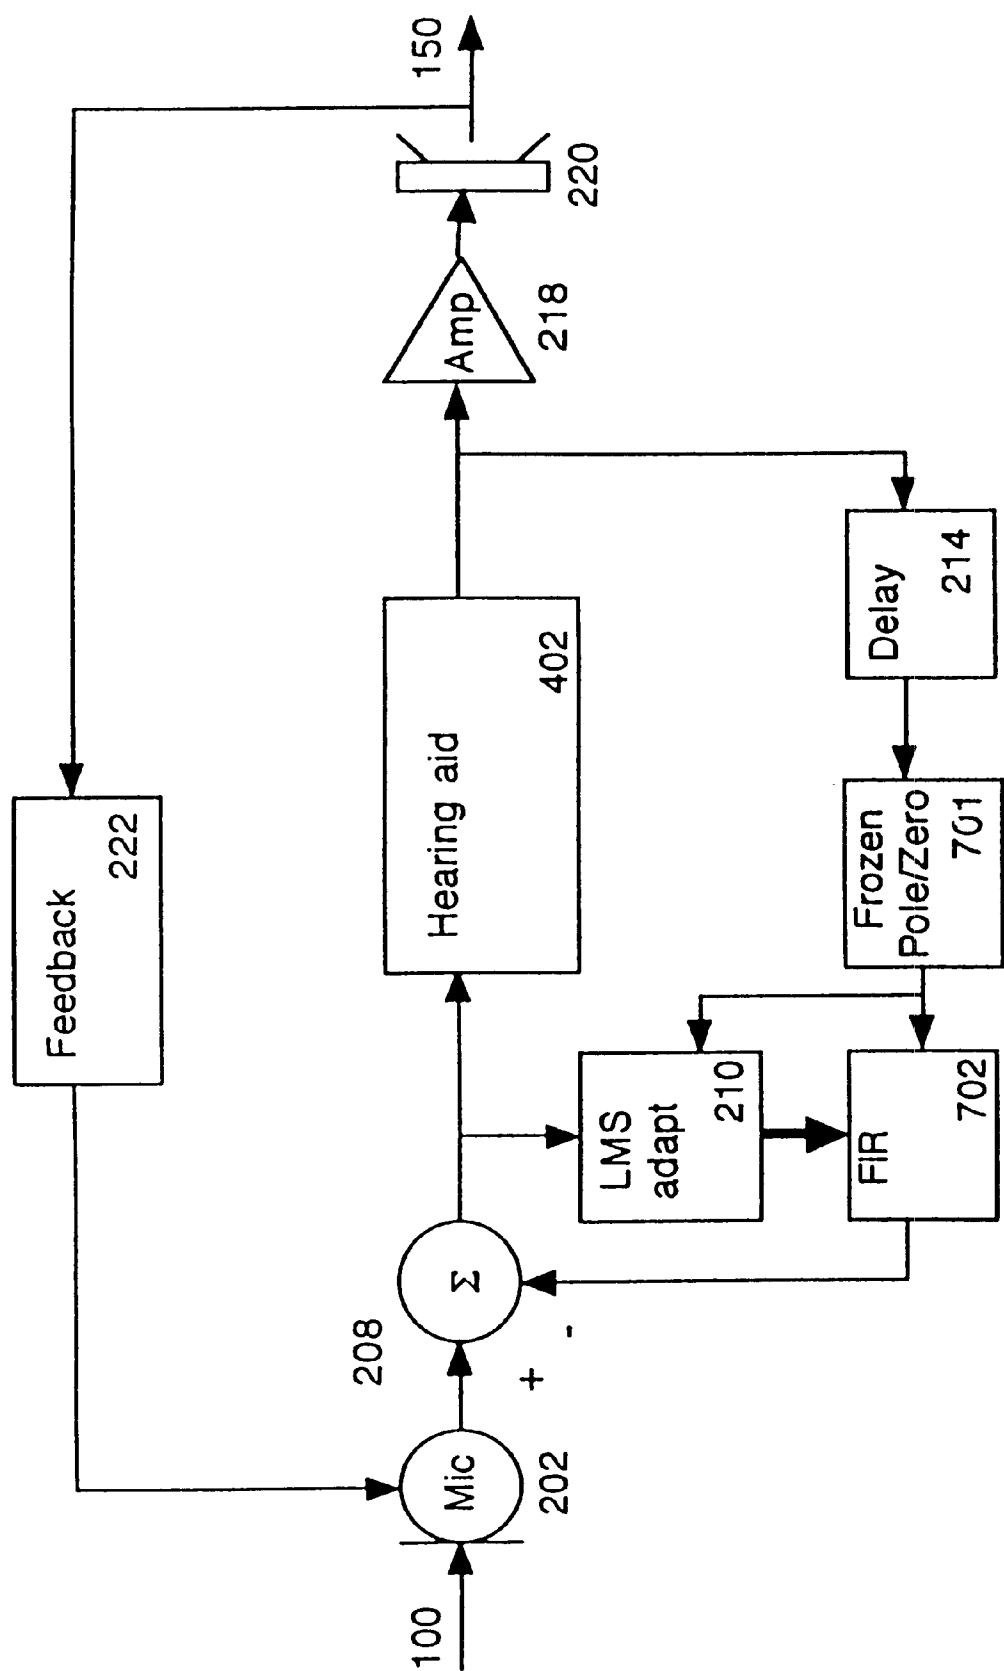 Feedback
222
100
Mic
202
208
Σ
+
-
Hearing aid
402
Amp
218
220
150
LMS
adapt
210
FIR
702
Frozen
Pole/Zero
701
Delay
214